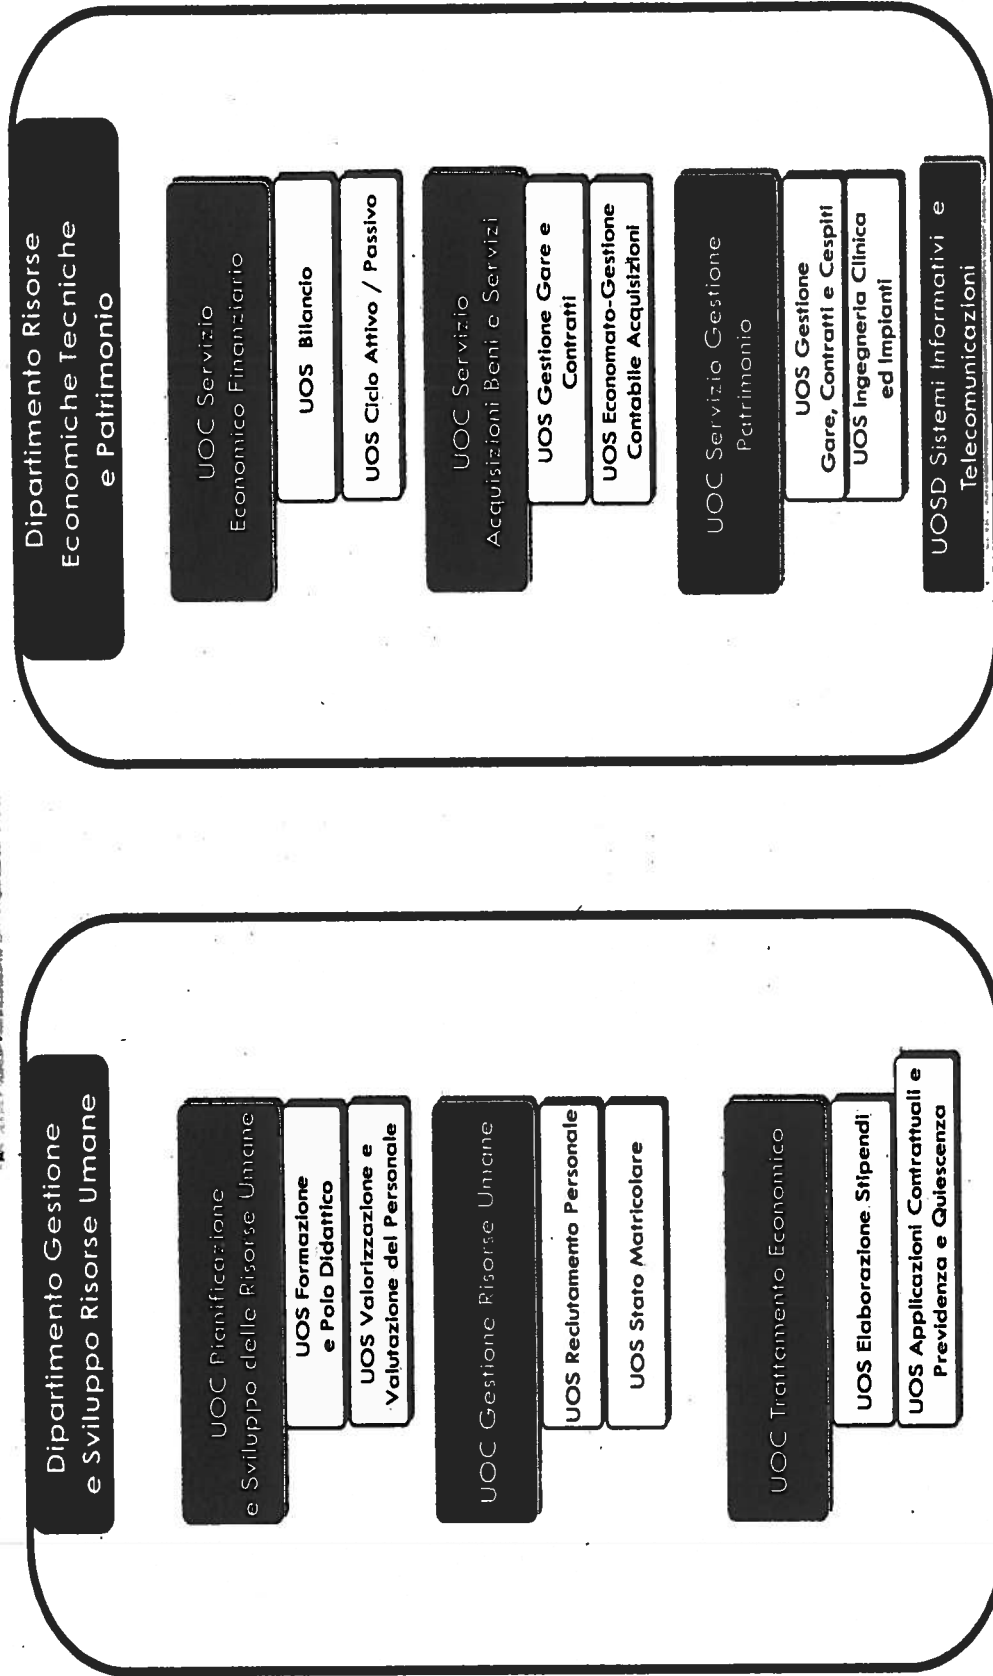 Dipartimento Gestione
e Sviluppo Risorse Umane
UOC Pianificazione
e Sviluppo delle Risorse Umane
UOS Formazione
e Polo Didattico
UOS Valorizzazione e
Valutazione del Personale
UOC Gestione Risorse Umane
UOS Reclutamento Personale
UOS Stato Matricolare
UOC Trattamento Economico
UOS Elaborazione Stipendi
UOS Applicazioni Contrattuali e
Previdenza e Quiescenza
Dipartimento Risorse
Economiche Tecniche
e Patrimonio
UOC Servizio
Economico Finanziario
UOS Bilancio
UOS Ciclo Attivo / Passivo
UOC Servizio
Acquisizioni Beni e Servizi
UOS Gestione Gare e
Contratti
UOS Economato-Gestione
Contabile Acquisizioni
UOC Servizio Gestione
Patrimonio
UOS Gestione
Gare, Contratti e Cespiti
UOS Ingegneria Clinica
ed Impianti
UOSD Sistemi Informativi e
Telecomunicazioni